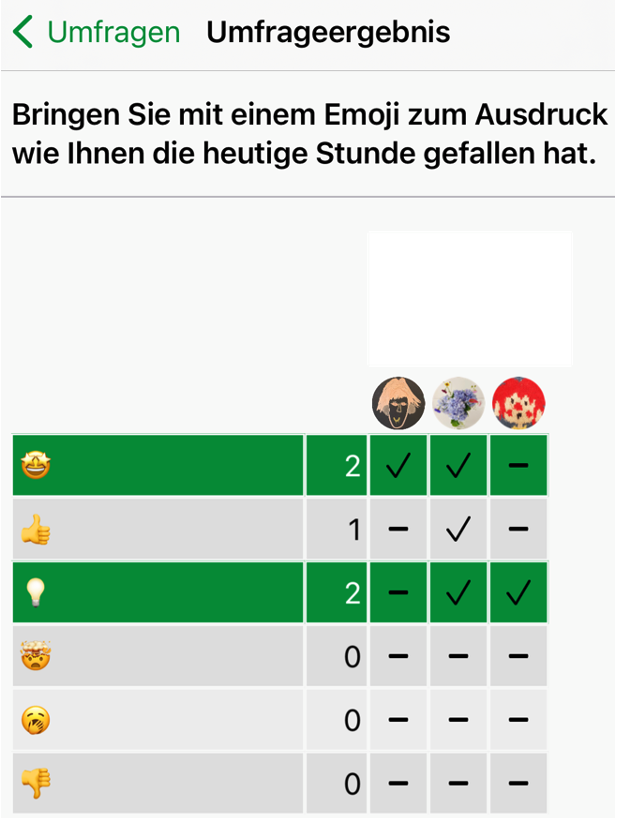 Umfragen Umfrageergebnis
Bringen Sie mit einem Emoji zum Ausdruck
wie Ihnen die heutige Stunde gefallen hat.
🤩 2 ✓ ✓ –
👍 1 – ✓ –
💡 2 – ✓ ✓
🤯 0 – – –
🥱 0 – – –
👎 0 – – –